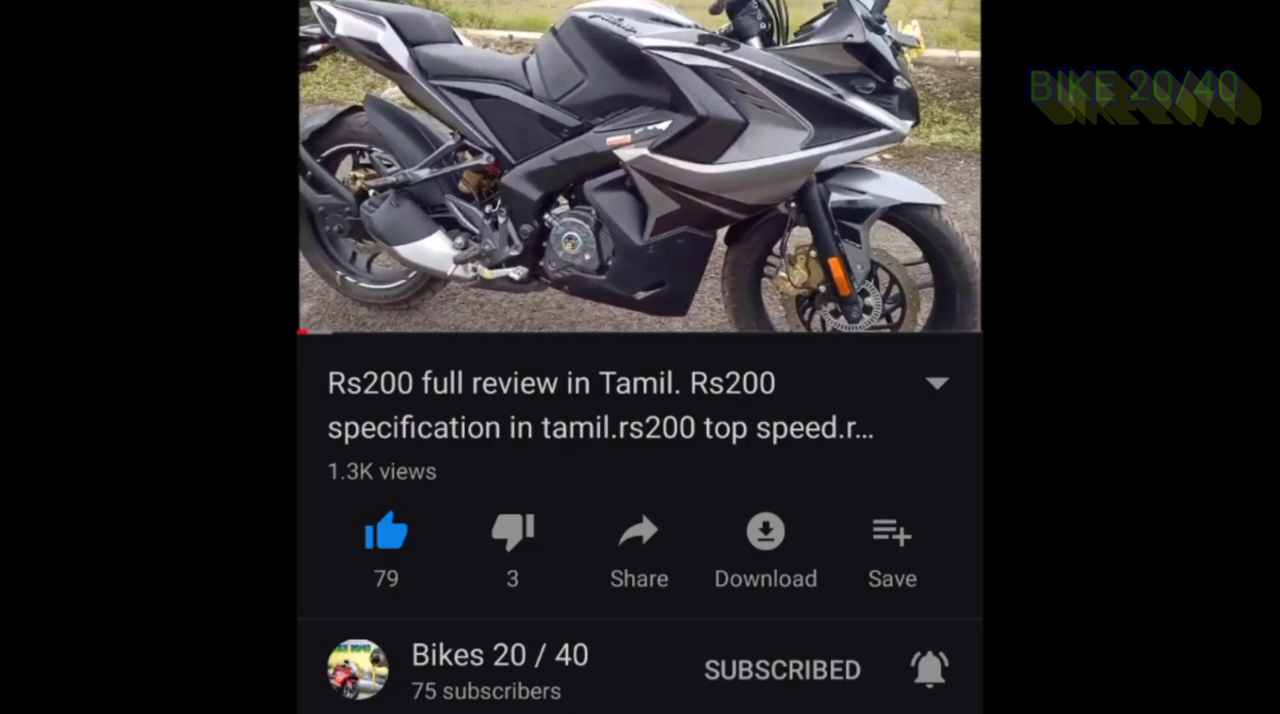 BIKE 20/40
Rs200 full review in Tamil. Rs200
specification in tamil.rs200 top speed.r...
1.3K views
79
3
Share
Download
Save
Bikes 20 / 40
75 subscribers
SUBSCRIBED